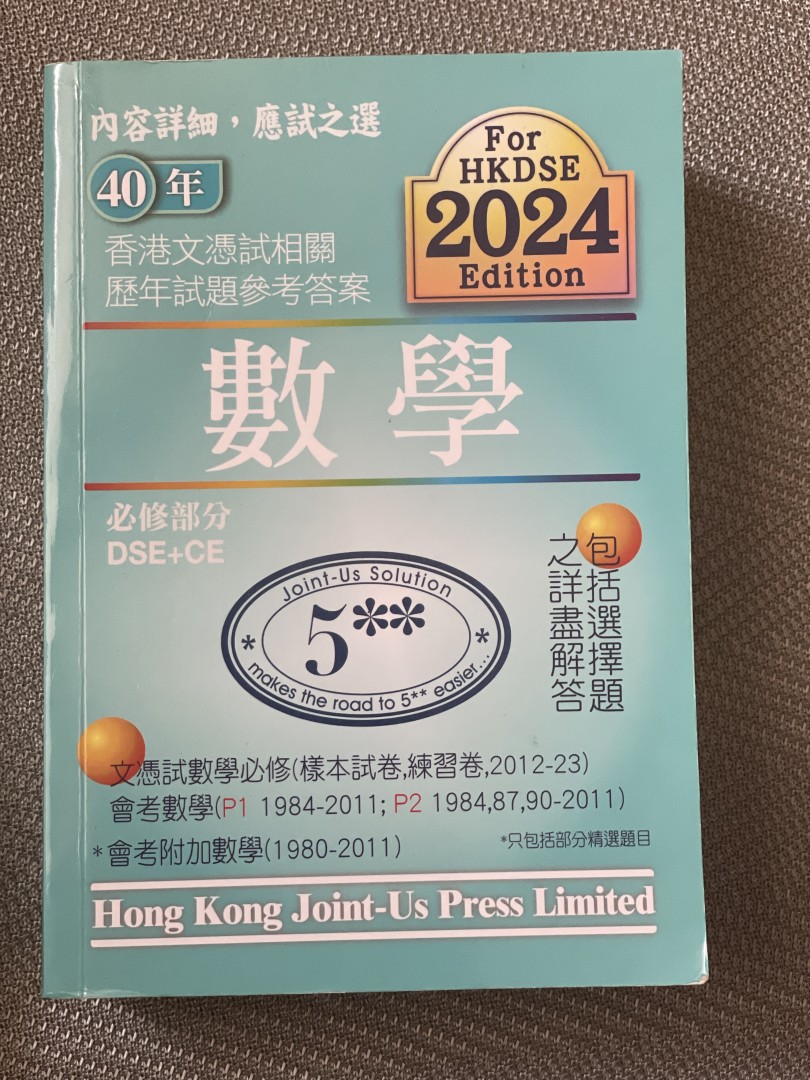 內容詳細，應試之選
40年
香港文憑試相關
歷年試題參考答案
For
HKDSE
2024
Edition
數學
必修部分
DSE+CE
包括選擇題
之詳盡解答
Joint-Us Solution
5**
* makes the road to 5** easier... *
文憑試數學必修(樣本試卷,練習卷,2012-23)
會考數學(P1 1984-2011; P2 1984,87,90-2011)
*會考附加數學(1980-2011)
*只包括部分精選題目
Hong Kong Joint-Us Press Limited